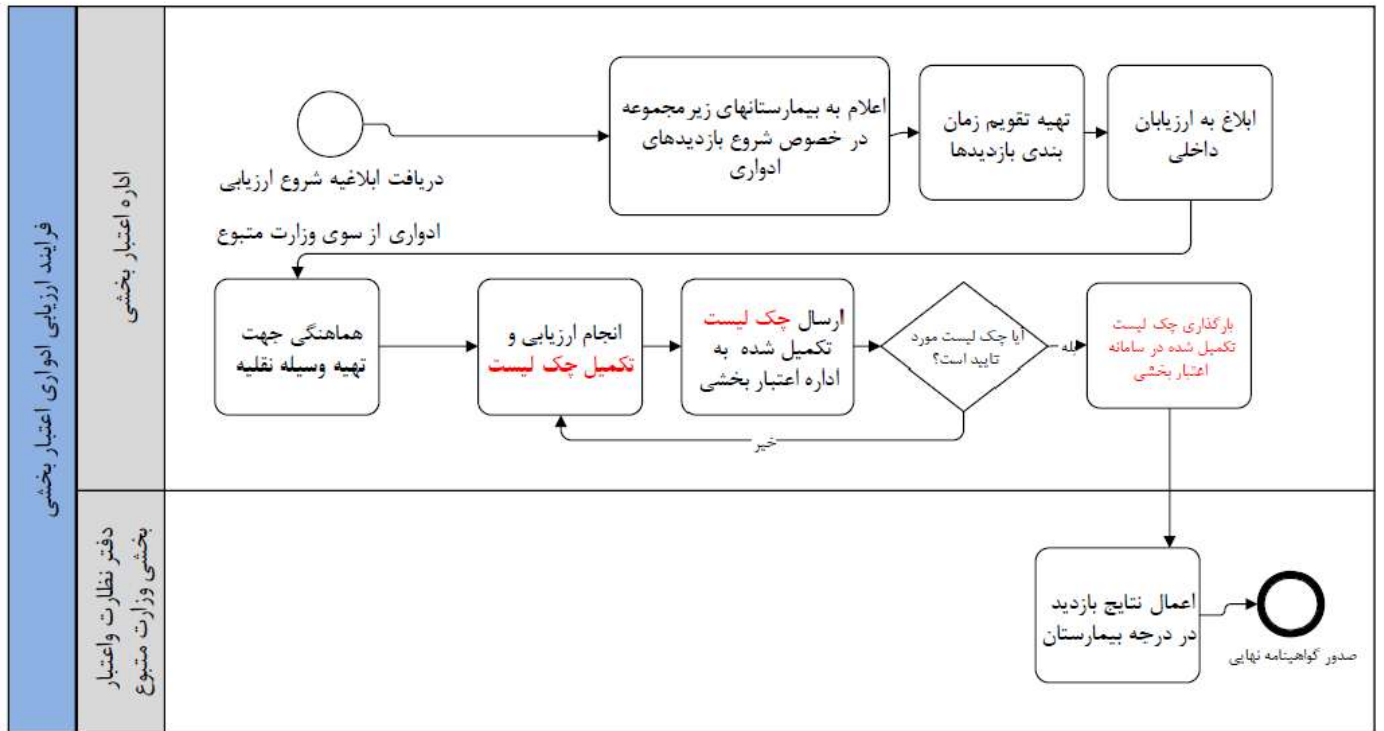 فرایند ارزیابی ادواری اعتبار بخشی
اداره اعتبار بخشی
دریافت ابلاغیه شروع ارزیابی
ادواری از سوی وزارت متبوع
اعلام به بیمارستانهای زیرمجموعه
در خصوص شروع بازدیدهای
ادواری
تهیه تقویم زمان
بندی بازدیدها
ابلاغ به ارزیابان
داخلی
هماهنگی جهت
تهیه وسیله نقلیه
انجام ارزیابی و
تکمیل چک لیست
ارسال چک لیست
تکمیل شده به
اداره اعتبار بخشی
آیا چک لیست مورد
تایید است؟
بله
خیر
بارگذاری چک لیست
تکمیل شده در سامانه
اعتبار بخشی
دفتر نظارت واعتبار
بخشی وزارت متبوع
اعمال نتایج بازدید
در درجه بیمارستان
صدور گواهینامه نهایی